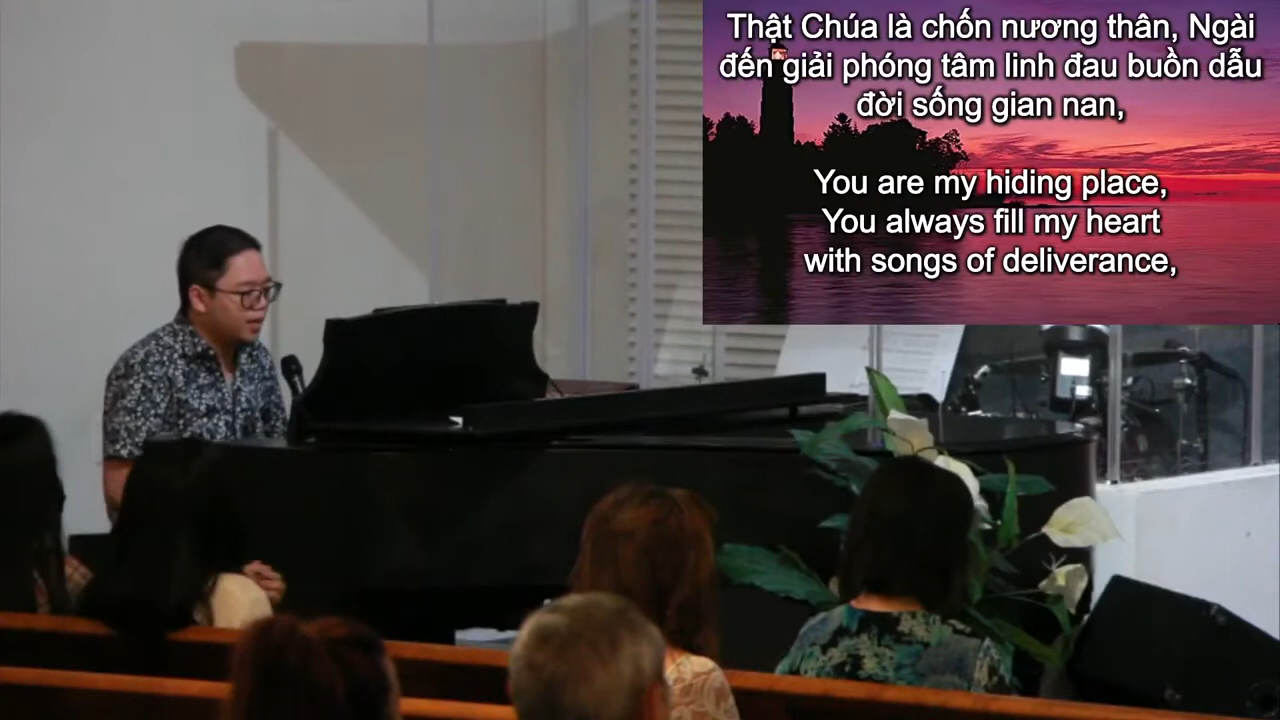 Thật Chúa là chốn nương thân, Ngài
đến giải phóng tâm linh đau buồn dẫu
đời sống gian nan,
You are my hiding place,
You always fill my heart
with songs of deliverance,